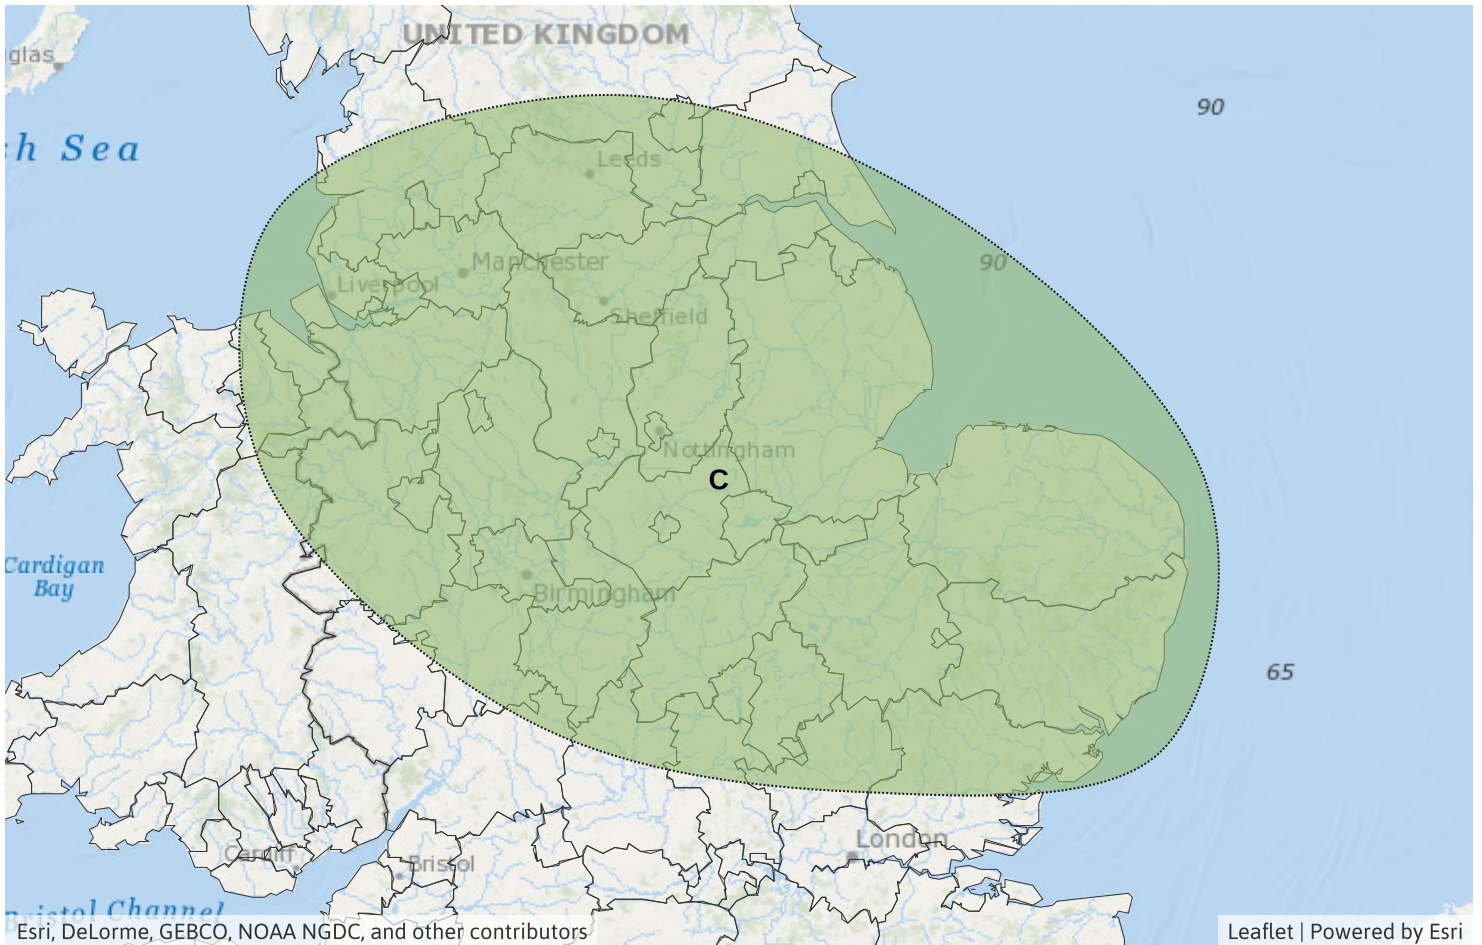 UNITED KINGDOM
glas
90
h Sea
Leeds
Manchester
90
Liverpool
Sheffield
Nottingham
C
Cardigan
Bay
Birmingham
65
London
Cardiff
Bristol
Bristol Channel
Esri, DeLorme, GEBCO, NOAA NGDC, and other contributors
Leaflet | Powered by Esri